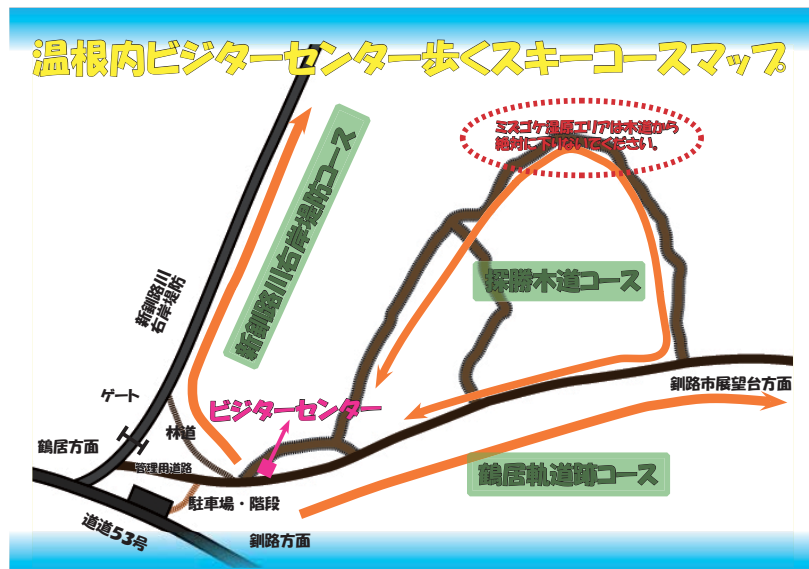 温根内ビジターセンター歩くスキーコースマップ
ミズゴケ湿原エリアは木道から
絶対に下りないでください。
新釧路川右岸堤防コース
探勝木道コース
新釧路川
右岸堤防
釧路市展望台方面
ゲート
ビジターセンター
林道
鶴居方面
管理用道路
鶴居軌道跡コース
駐車場・階段
道道53号
釧路方面